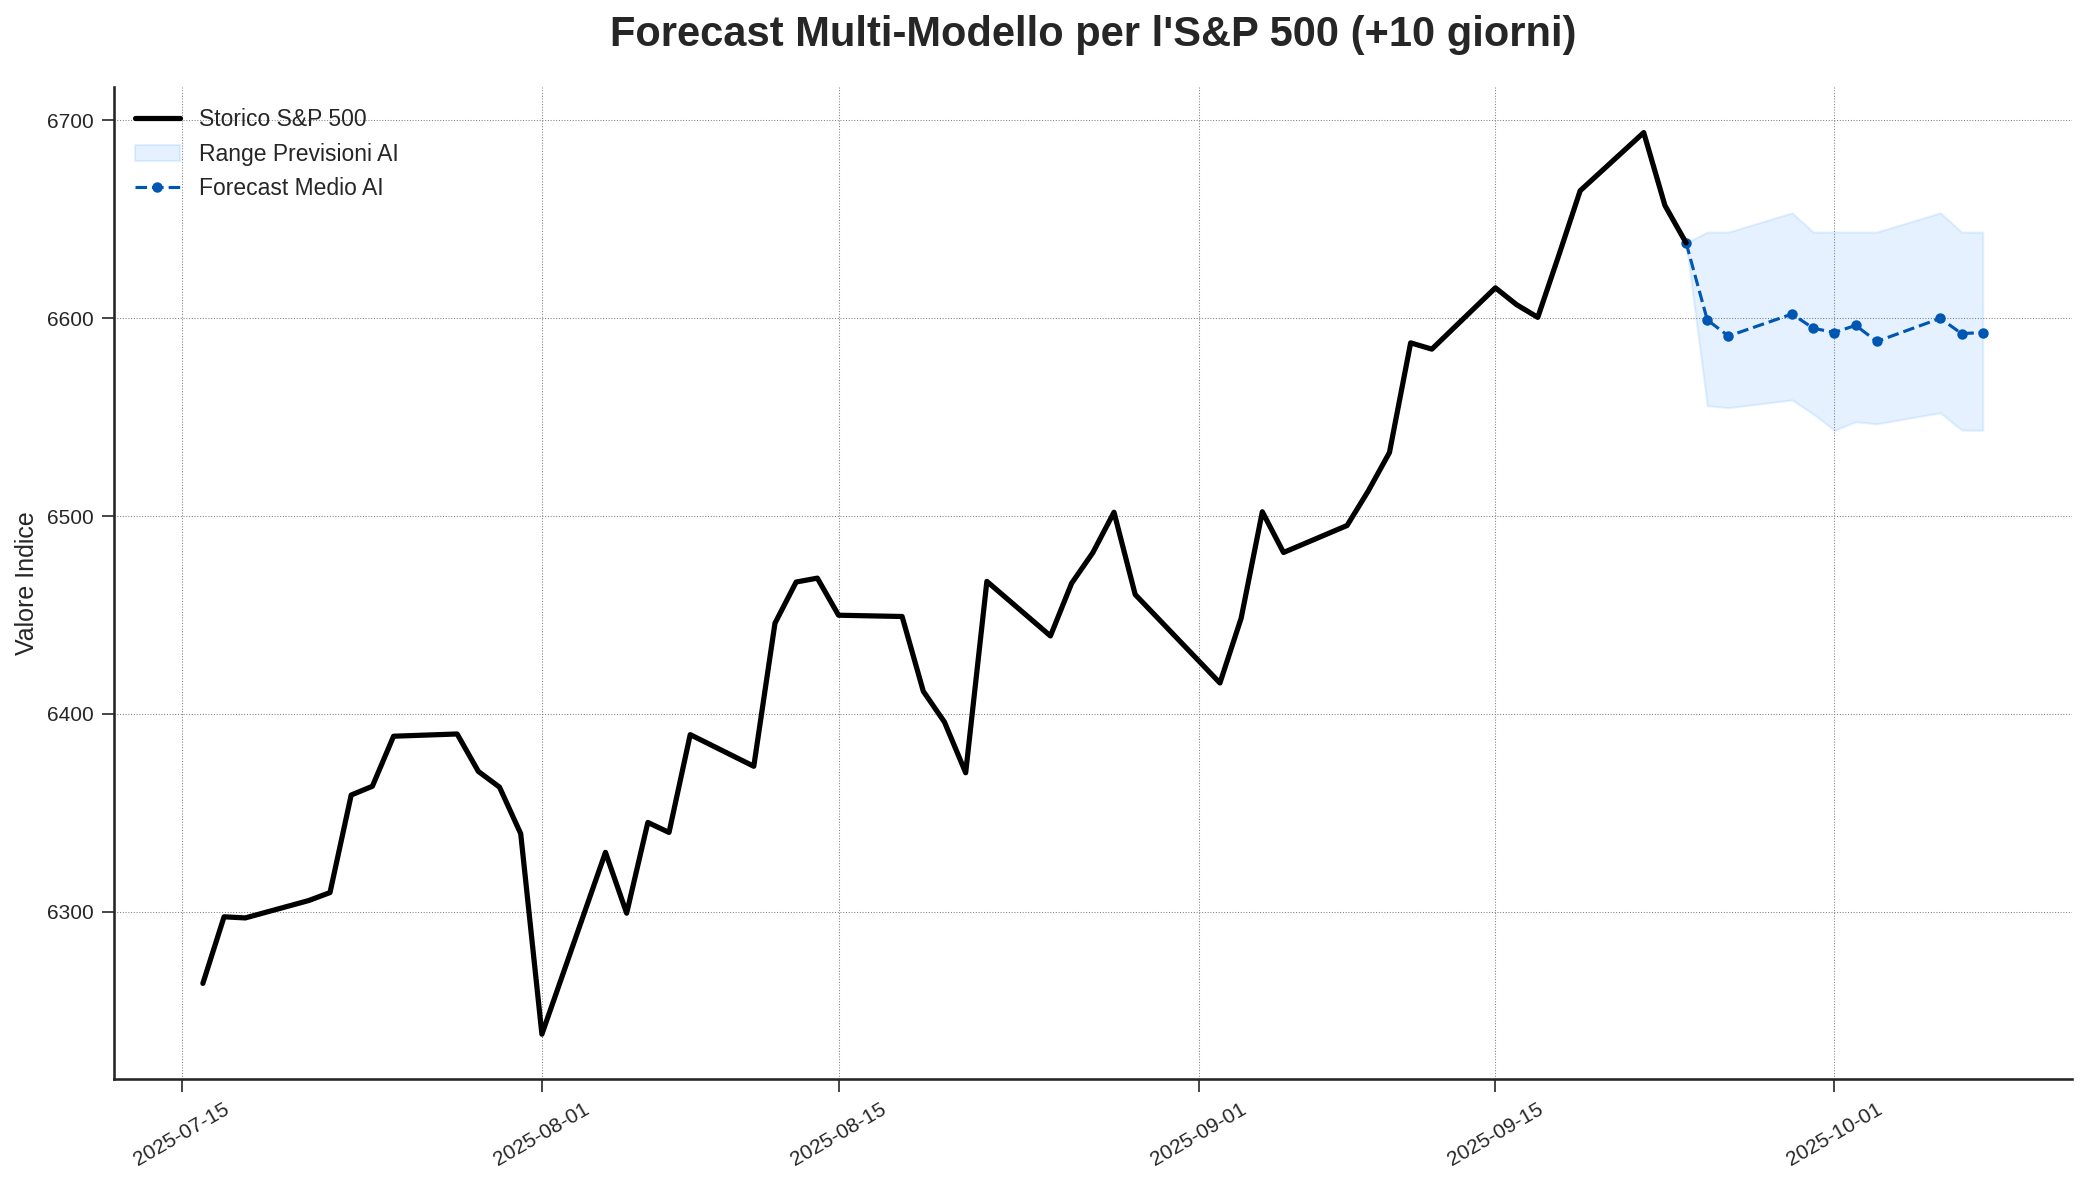 Forecast Multi-Modello per l'S&P 500 (+10 giorni)
Storico S&P 500
Range Previsioni AI
Forecast Medio AI
Valore Indice
6700
6600
6500
6400
6300
2025-07-15
2025-08-01
2025-08-15
2025-09-01
2025-09-15
2025-10-01